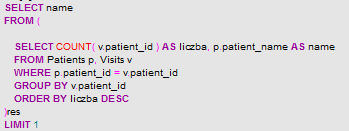 SELECT name
FROM (
SELECT COUNT( v.patient_id ) AS liczba, p.patient_name AS name
FROM Patients p, Visits v
WHERE p.patient_id = v.patient_id
GROUP BY v.patient_id
ORDER BY liczba DESC
)res
LIMIT 1